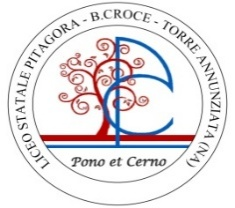 LICEO STATALE PITAGORA - B.CROCE - TORRE ANNUNZIATA (NA)
Pono et Cerno